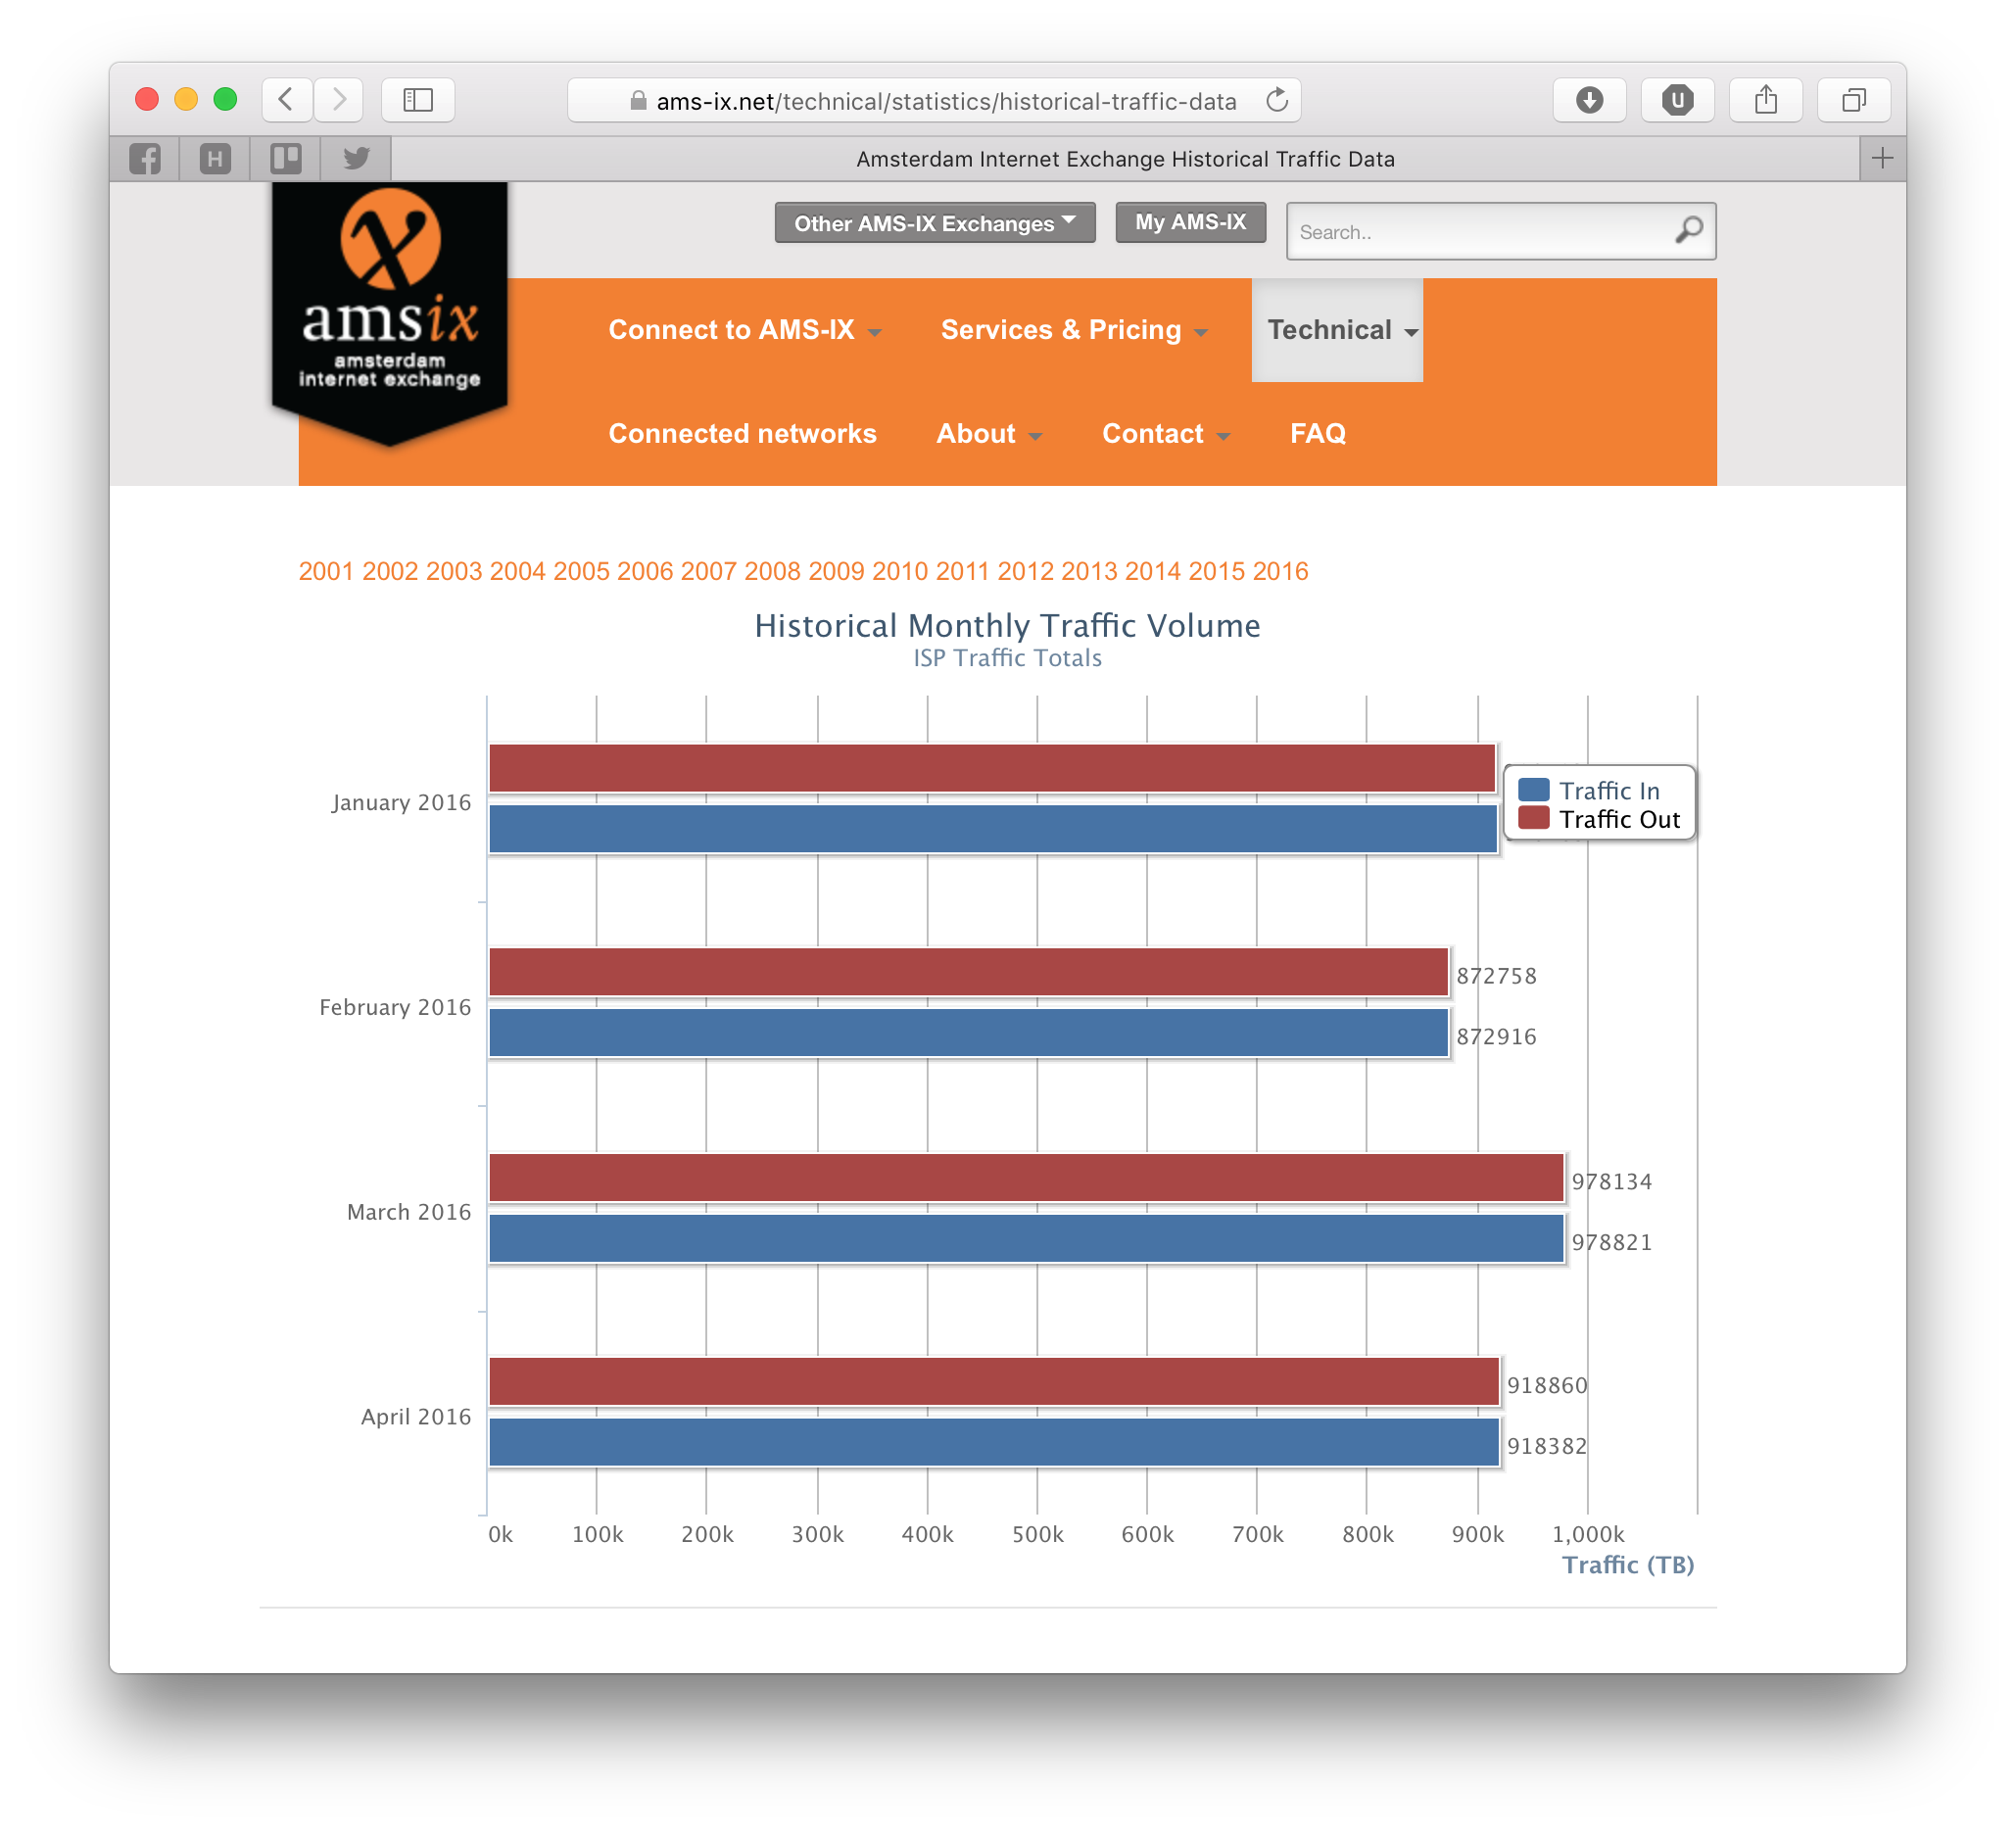 ams-ix.net/technical/statistics/historical-traffic-data
U
H
Amsterdam Internet Exchange Historical Traffic Data
Other AMS-IX Exchanges
My AMS-IX
Search..
x
amsix
amsterdam
internet exchange
Connect to AMS-IX
Services & Pricing
Technical
Connected networks
About
Contact
FAQ
2001 2002 2003 2004 2005 2006 2007 2008 2009 2010 2011 2012 2013 2014 2015 2016
Historical Monthly Traffic Volume
ISP Traffic Totals
January 2016
Traffic In
Traffic Out
February 2016
872758
872916
March 2016
978134
978821
April 2016
918860
918382
0k 100k 200k 300k 400k 500k 600k 700k 800k 900k 1,000k
Traffic (TB)